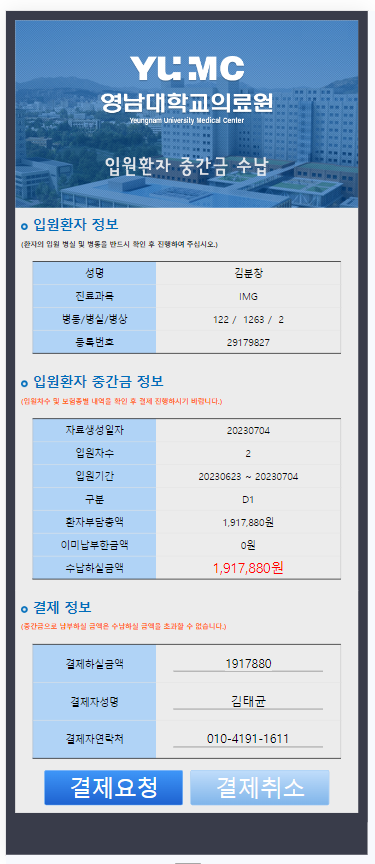 YUMC
영남대학교의료원
Yeungnam University Medical Center
입원환자 중간금 수납
입원환자 정보
(환자의 입원 병실 및 병동을 반드시 확인 후 진행하여 주십시오.)
성명 김분창
진료과목 IMG
병동/병실/병상 122 / 1263 / 2
등록번호 29179827
입원환자 중간금 정보
(입원차수 및 보험종별 내역을 확인 후 결제 진행하시기 바랍니다.)
자료생성일자 20230704
입원차수 2
입원기간 20230623 ~ 20230704
구분 D1
환자부담총액 1,917,880원
이미납부한금액 0원
수납하실금액 1,917,880원
결제 정보
(중간금으로 납부하실 금액은 수납하실 금액을 초과할 수 없습니다.)
결제하실금액 1917880
결제자성명 김태균
결제자연락처 010-4191-1611
결제요청 결제취소